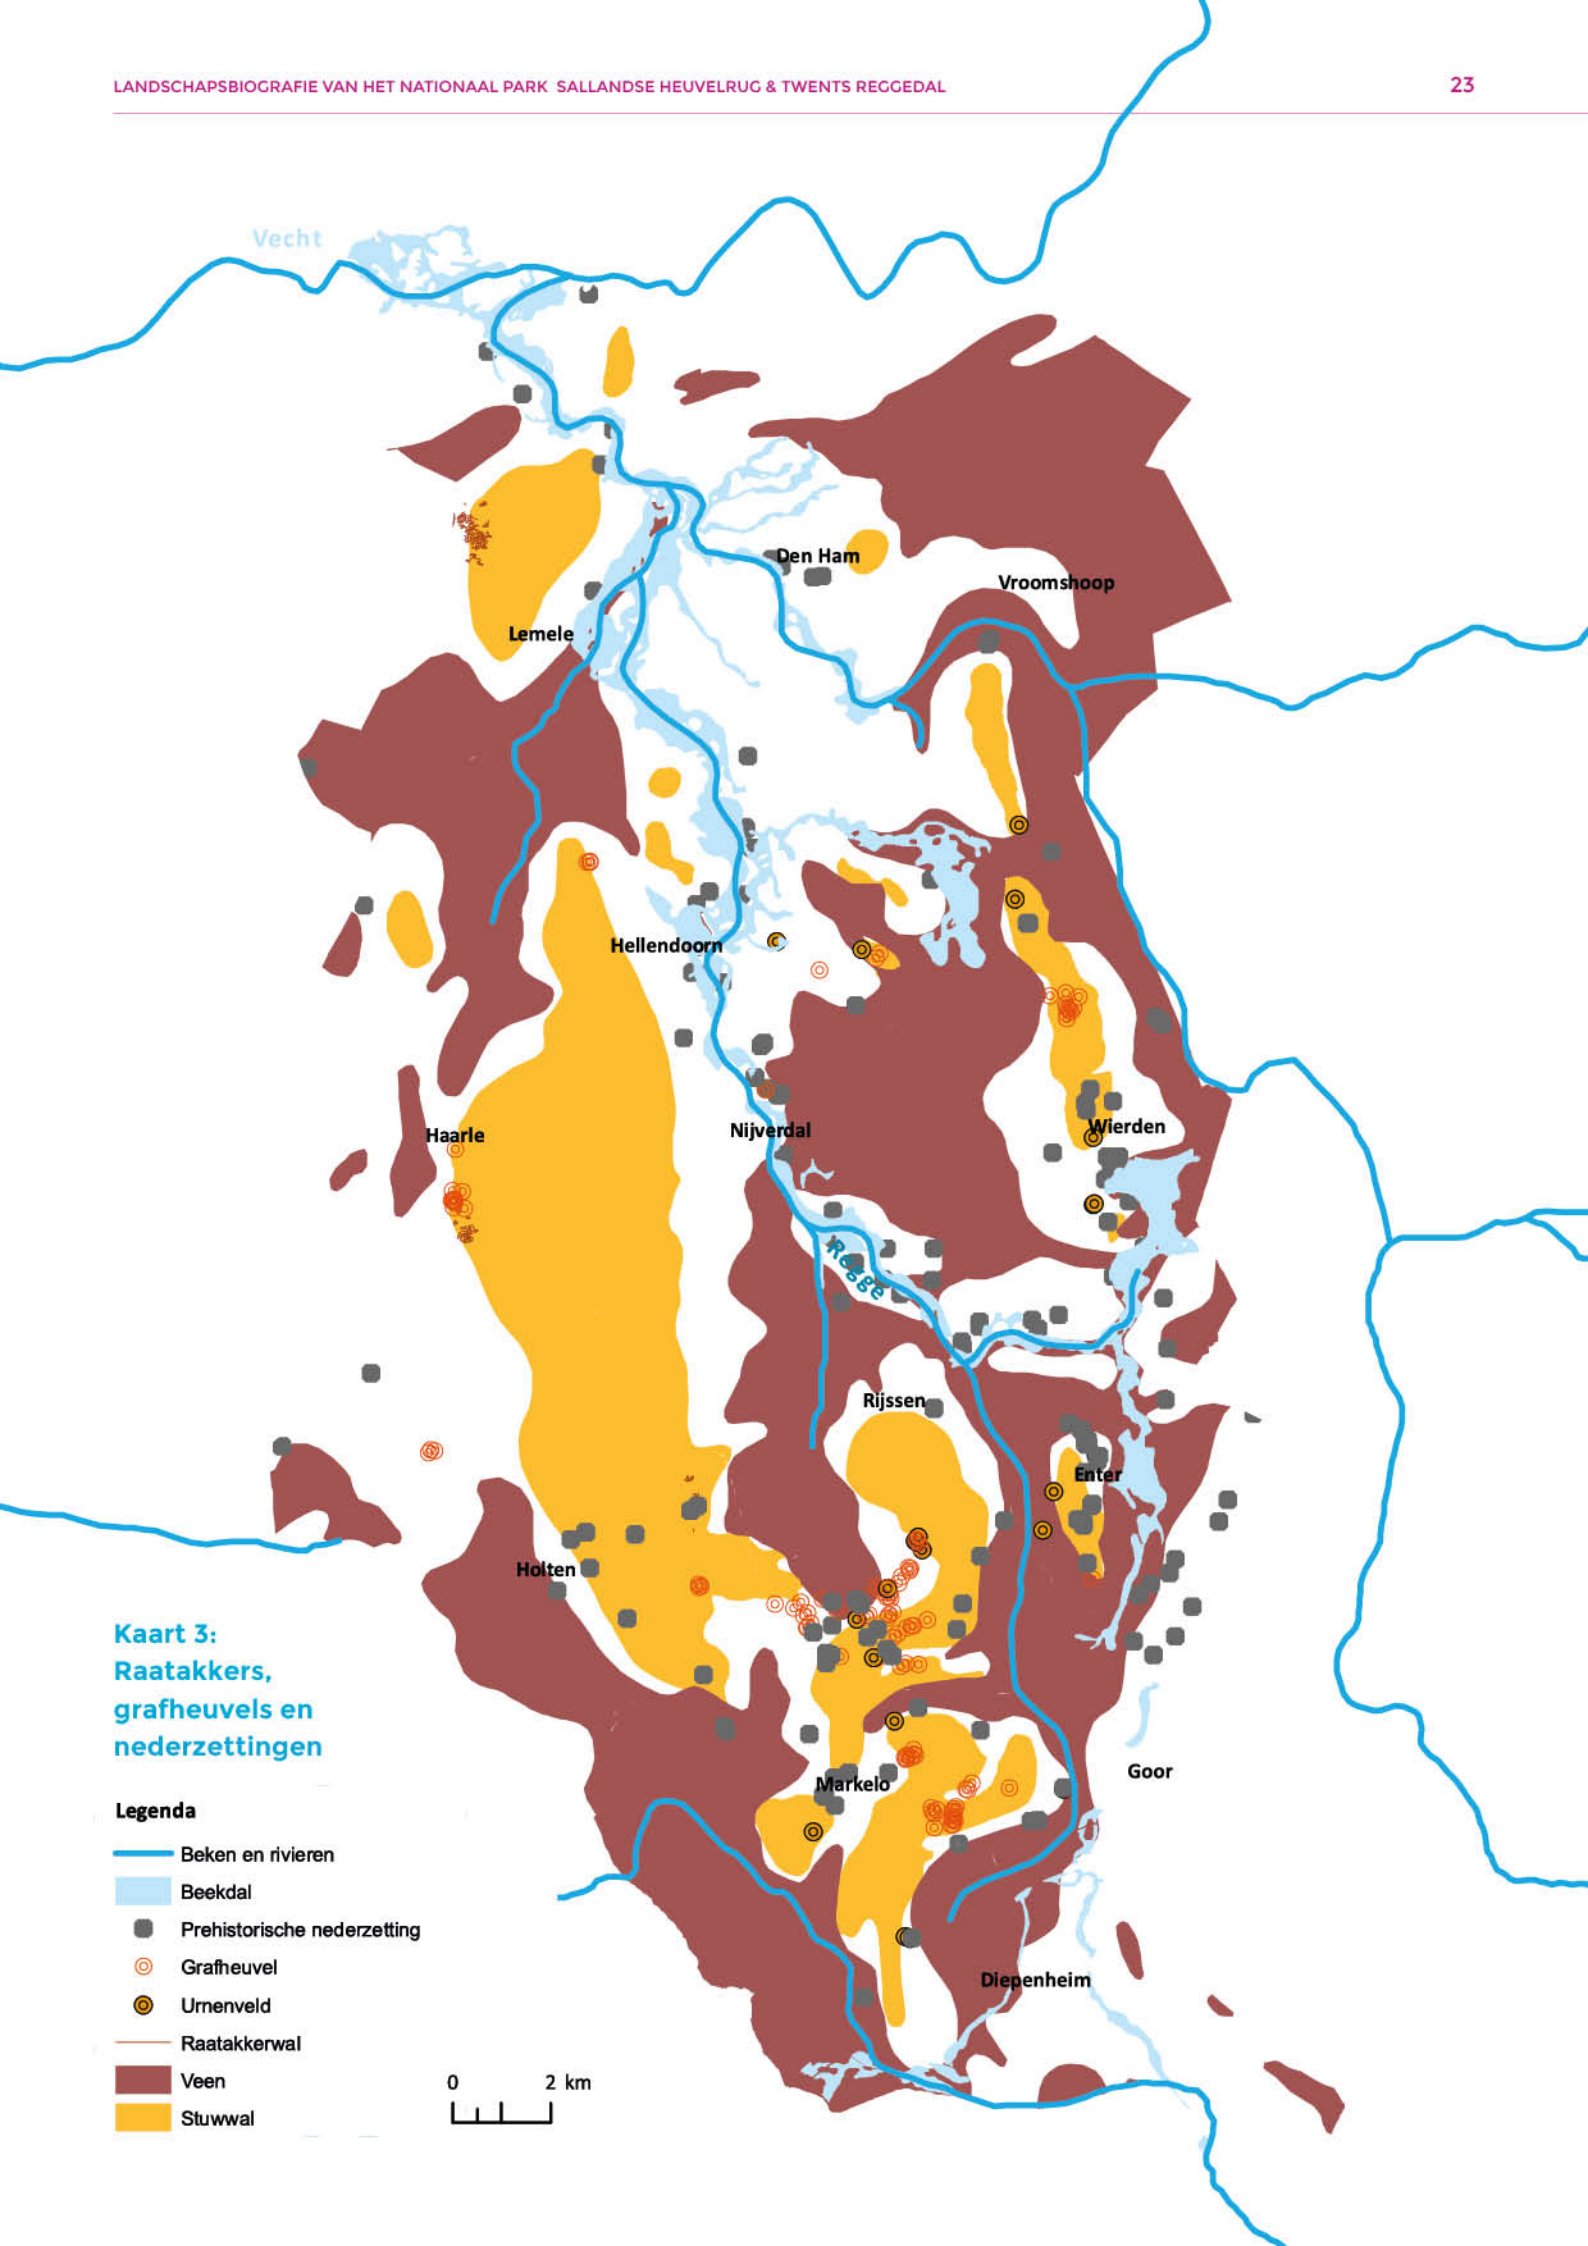 LANDSCHAPSBIOGRAFIE VAN HET NATIONAAL PARK SALLANDSE HEUVELRUG & TWENTS REGGEDAL
23
Vecht
Den Ham
Vroomshoop
Lemele
Hellendoorn
Haarle
Nijverdal
Wierden
Regge
Rijssen
Enter
Holten
Kaart 3:
Raatakkers,
grafheuvels en
nederzettingen
Goor
Markelo
Legenda
Beken en rivieren
Beekdal
Prehistorische nederzetting
Grafheuvel
Urnenveld
Raatakkerwal
Veen
Stuwwal
0 2 km
Diepenheim